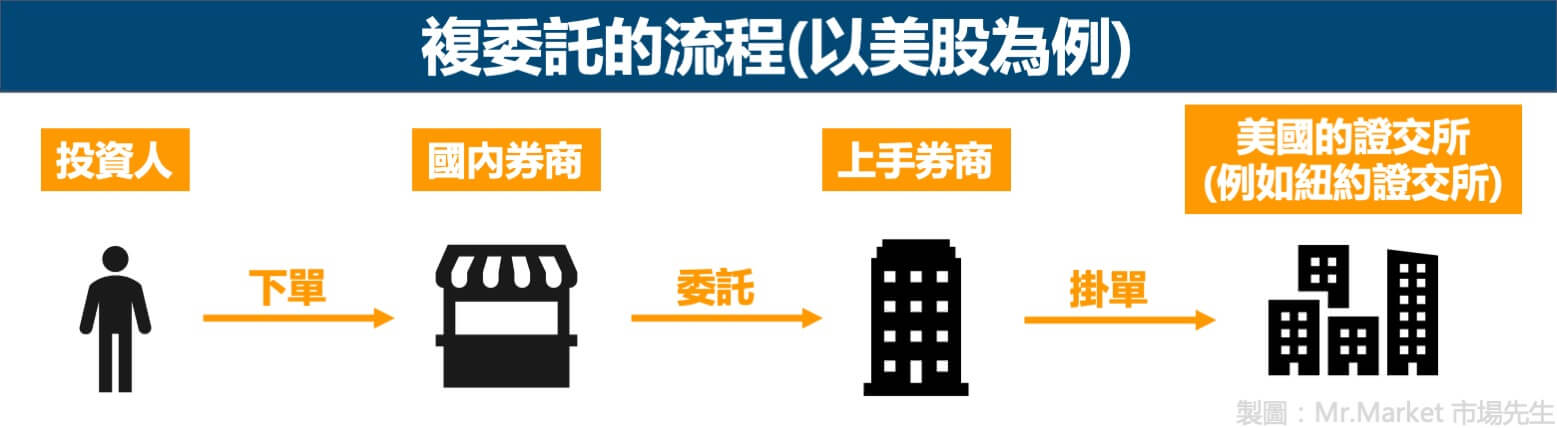 複委託的流程(以美股為例)
投資人
國內券商
上手券商
美國的證交所
(例如紐約證交所)
下單
委託
掛單
製圖：Mr.Market 市場先生